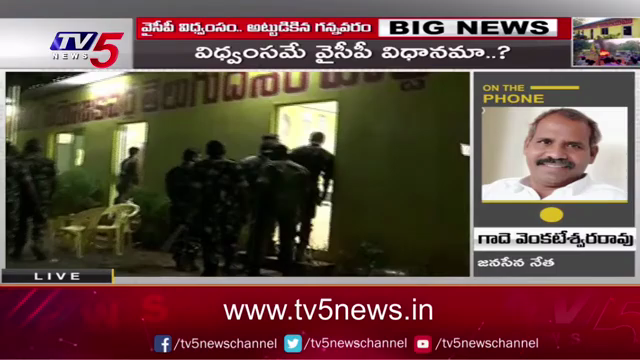 TV5
NEWS
వైసీపీ విధ్వంసం.. అట్టుడికిన గన్నవరం
BIG NEWS
విధ్వంసమే వైసీపీ విధానమా..?
ON THE
PHONE
గాదె వెంకటేశ్వరరావు
జనసేన నేత
LIVE
www.tv5news.in
/tv5newschannel
/tv5newschannel
/tv5newschannel